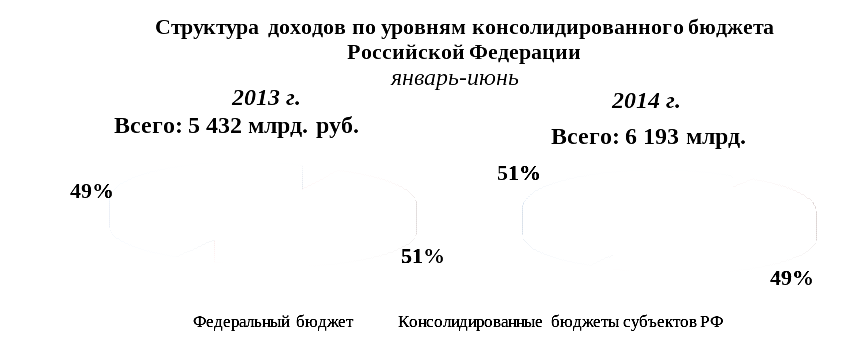 Структура доходов по уровням консолидированного бюджета
Российской Федерации
январь-июнь
2013 г.
Всего: 5 432 млрд. руб.
2014 г.
Всего: 6 193 млрд.
49%
51%
51%
49%
Федеральный бюджет
Консолидированные бюджеты субъектов РФ